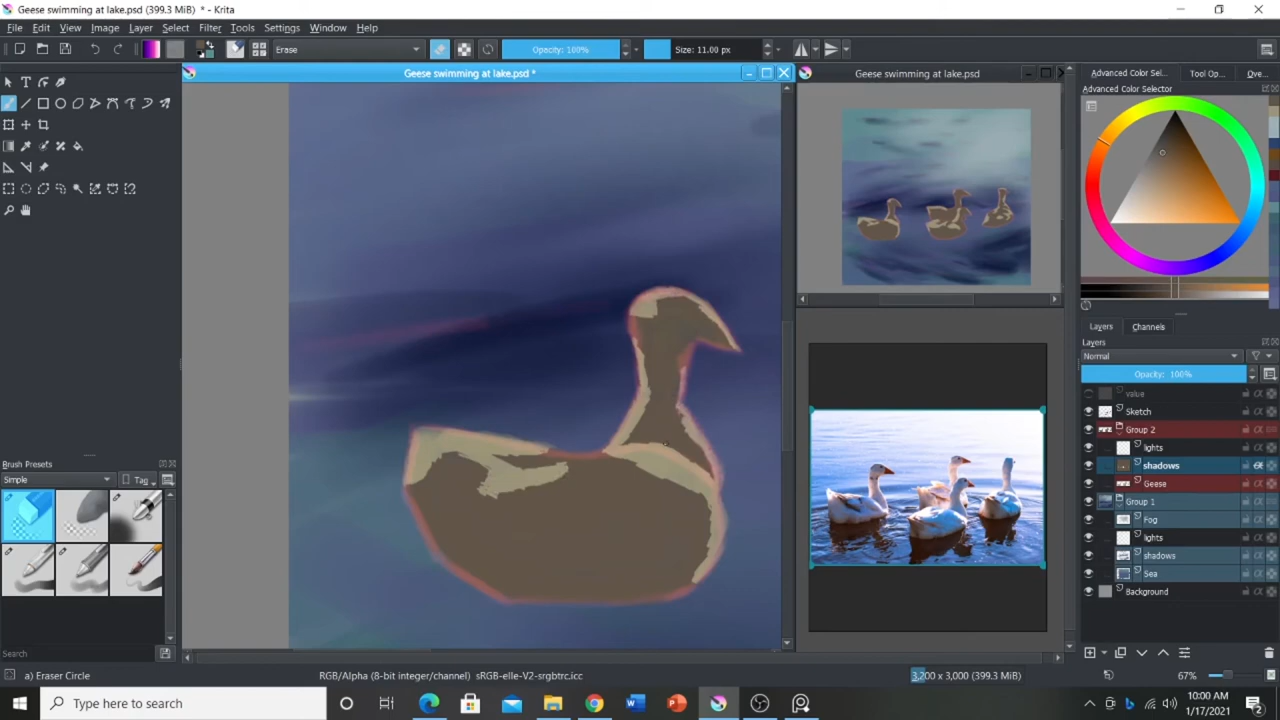 Geese swimming at lake.psd (399.3 MiB) * - Krita
File Edit View Image Layer Select Filter Tools Settings Window Help
Erase Opacity: 100% Size: 11.00 px
Geese swimming at lake.psd *
Geese swimming at lake.psd
Advanced Color Sel... Tool Op... Ove...
Advanced Color Selector
Layers Channels
Layers
Normal
Opacity: 100%
value
Sketch
Group 2
lights
shadows
Geese
Group 1
Fog
lights
shadows
Sea
Background
Brush Presets
Simple Tag
Search
a) Eraser Circle
RGB/Alpha (8-bit integer/channel) sRGB-elle-V2-srgbtrc.icc
3,200 x 3,000 (399.3 MiB)
67%
Type here to search
10:00 AM
1/17/2021
2